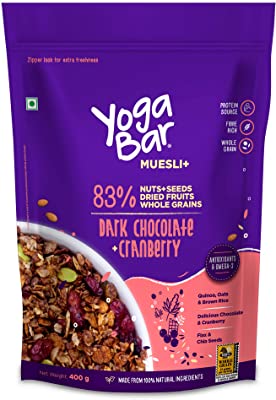 Zipper lock for extra freshness
Yoga
Bar
MUESLI+
83%
NUTS+SEEDS
DRIED FRUITS
WHOLE GRAINS
DARK CHOCOLATE
+CRANBERRY
PROTEIN
SOURCE
FIBRE
RICH
WHOLE
GRAIN
ANTIOXIDANTS
& OMEGA-3
Quinoa, Oats
& Brown Rice
Delicious Chocolate
& Cranberry
Flax &
Chia Seeds
Net Weight: 400 g
MADE FROM 100% NATURAL INGREDIENTS